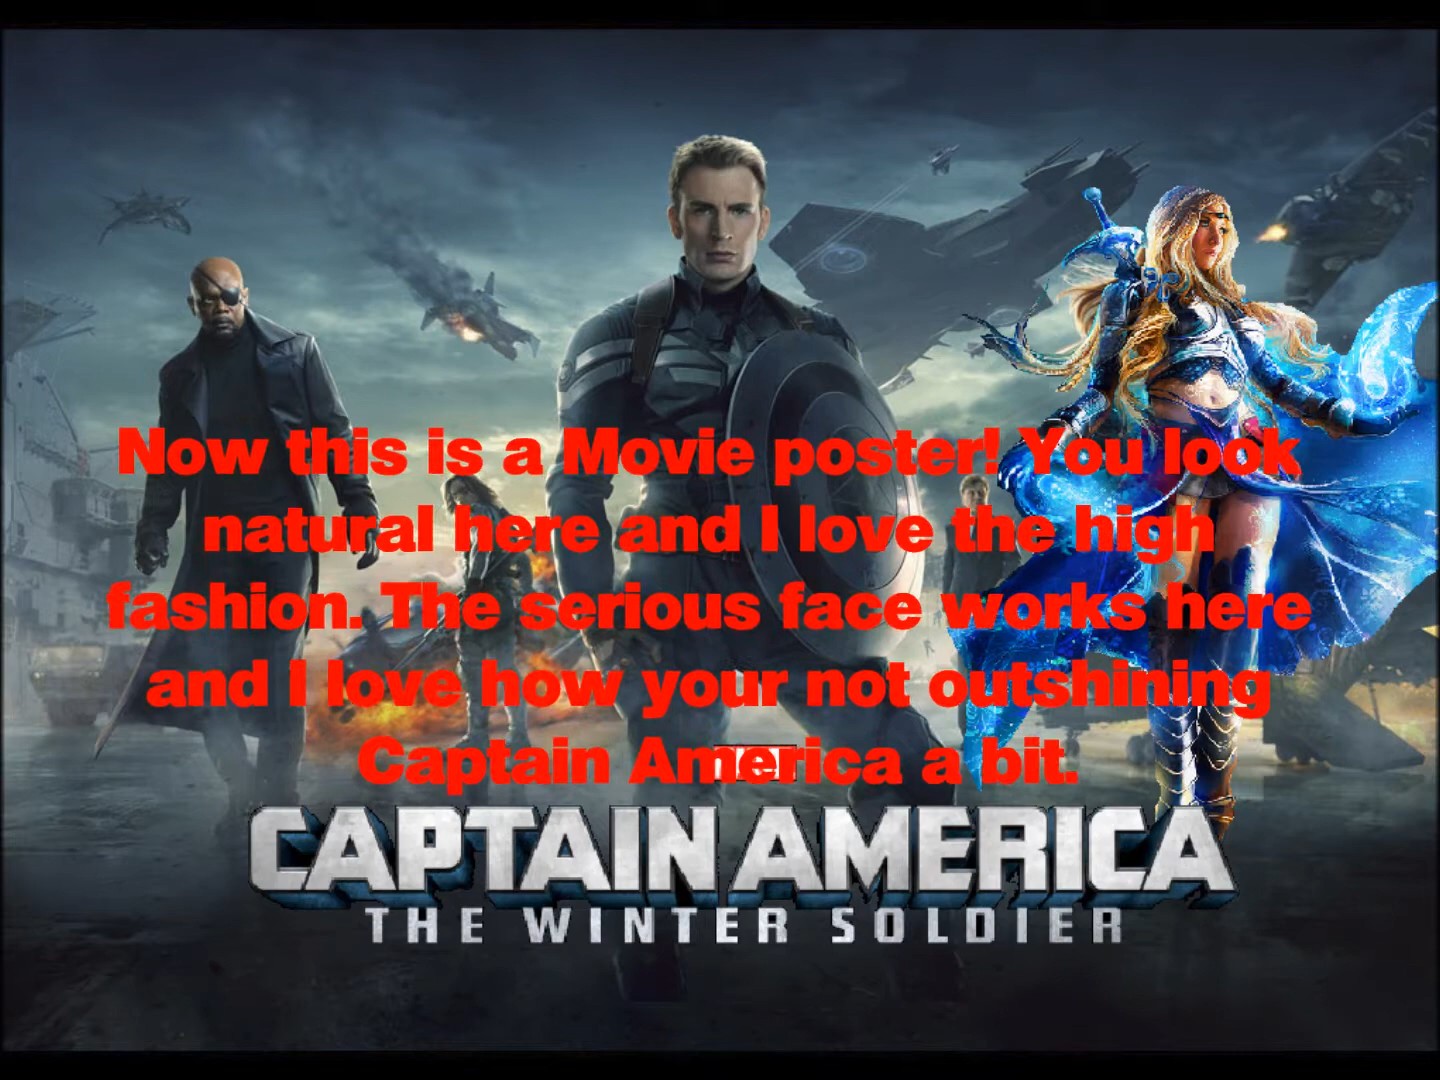 Now this is a Movie poster! You look
natural here and I love the high
fashion. The serious face works here
and I love how your not outshining
Captain America a bit.
CAPTAIN AMERICA
THE WINTER SOLDIER